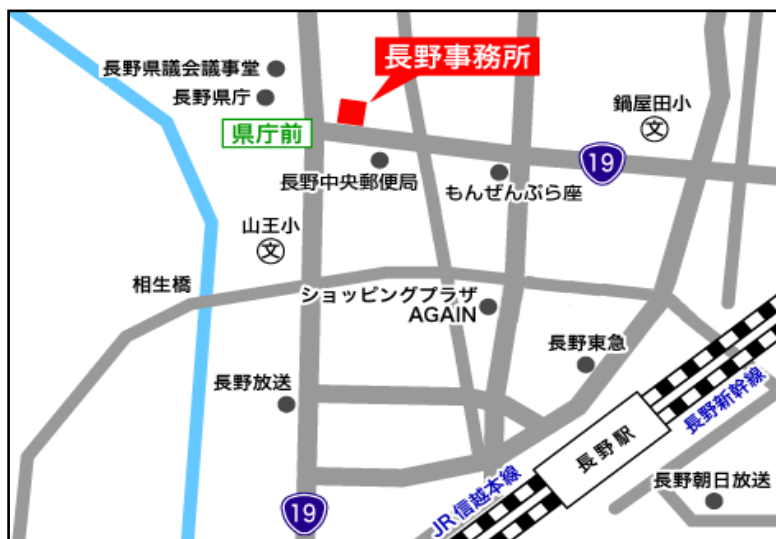 長野県議会議事堂
長野県庁
長野事務所
県庁前
鍋屋田小
文
19
長野中央郵便局
もんぜんぷら座
山王小
文
相生橋
ショッピングプラザ
AGAIN
長野東急
長野放送
長野新幹線
長野駅
JR信越本線
長野朝日放送
19